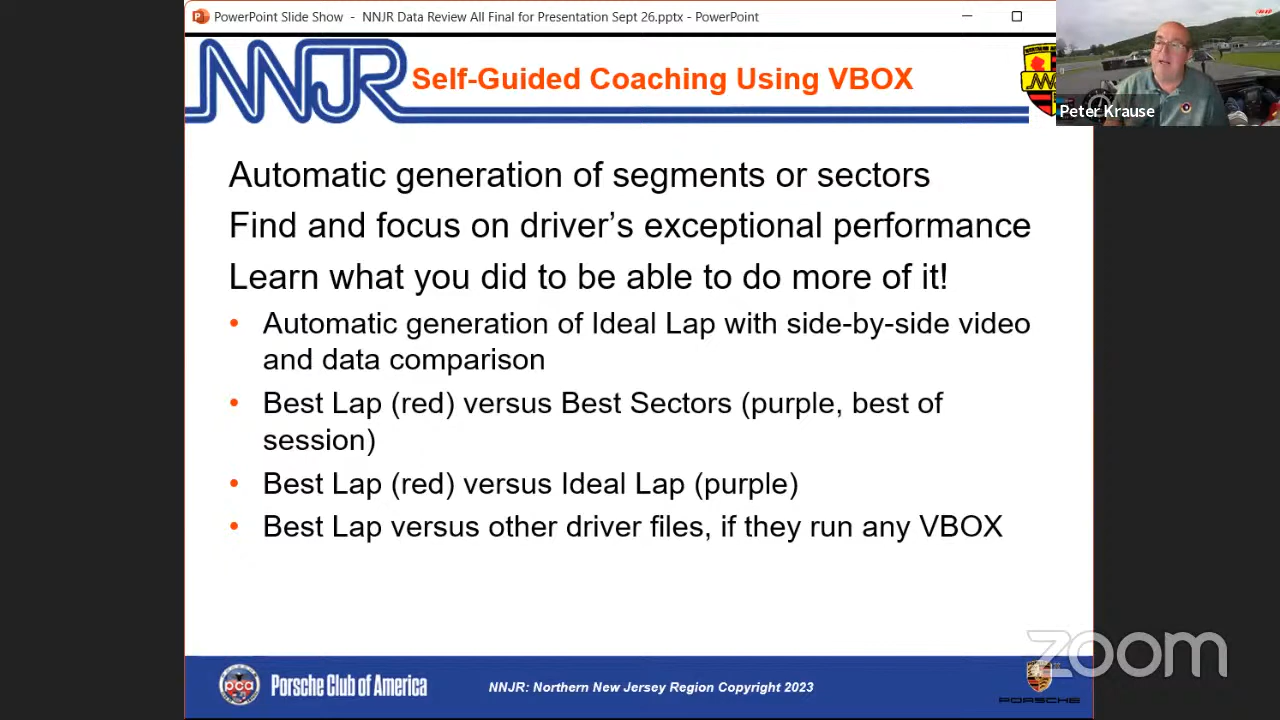 PowerPoint Slide Show - NNJR Data Review All Final for Presentation Sept 26.pptx - PowerPoint
NNJR
Self-Guided Coaching Using VBOX
Peter Krause
Automatic generation of segments or sectors
Find and focus on driver’s exceptional performance
Learn what you did to be able to do more of it!
• Automatic generation of Ideal Lap with side-by-side video
and data comparison
• Best Lap (red) versus Best Sectors (purple, best of
session)
• Best Lap (red) versus Ideal Lap (purple)
• Best Lap versus other driver files, if they run any VBOX
zoom
pca
Porsche Club of America
NNJR: Northern New Jersey Region Copyright 2023
PORSCHE